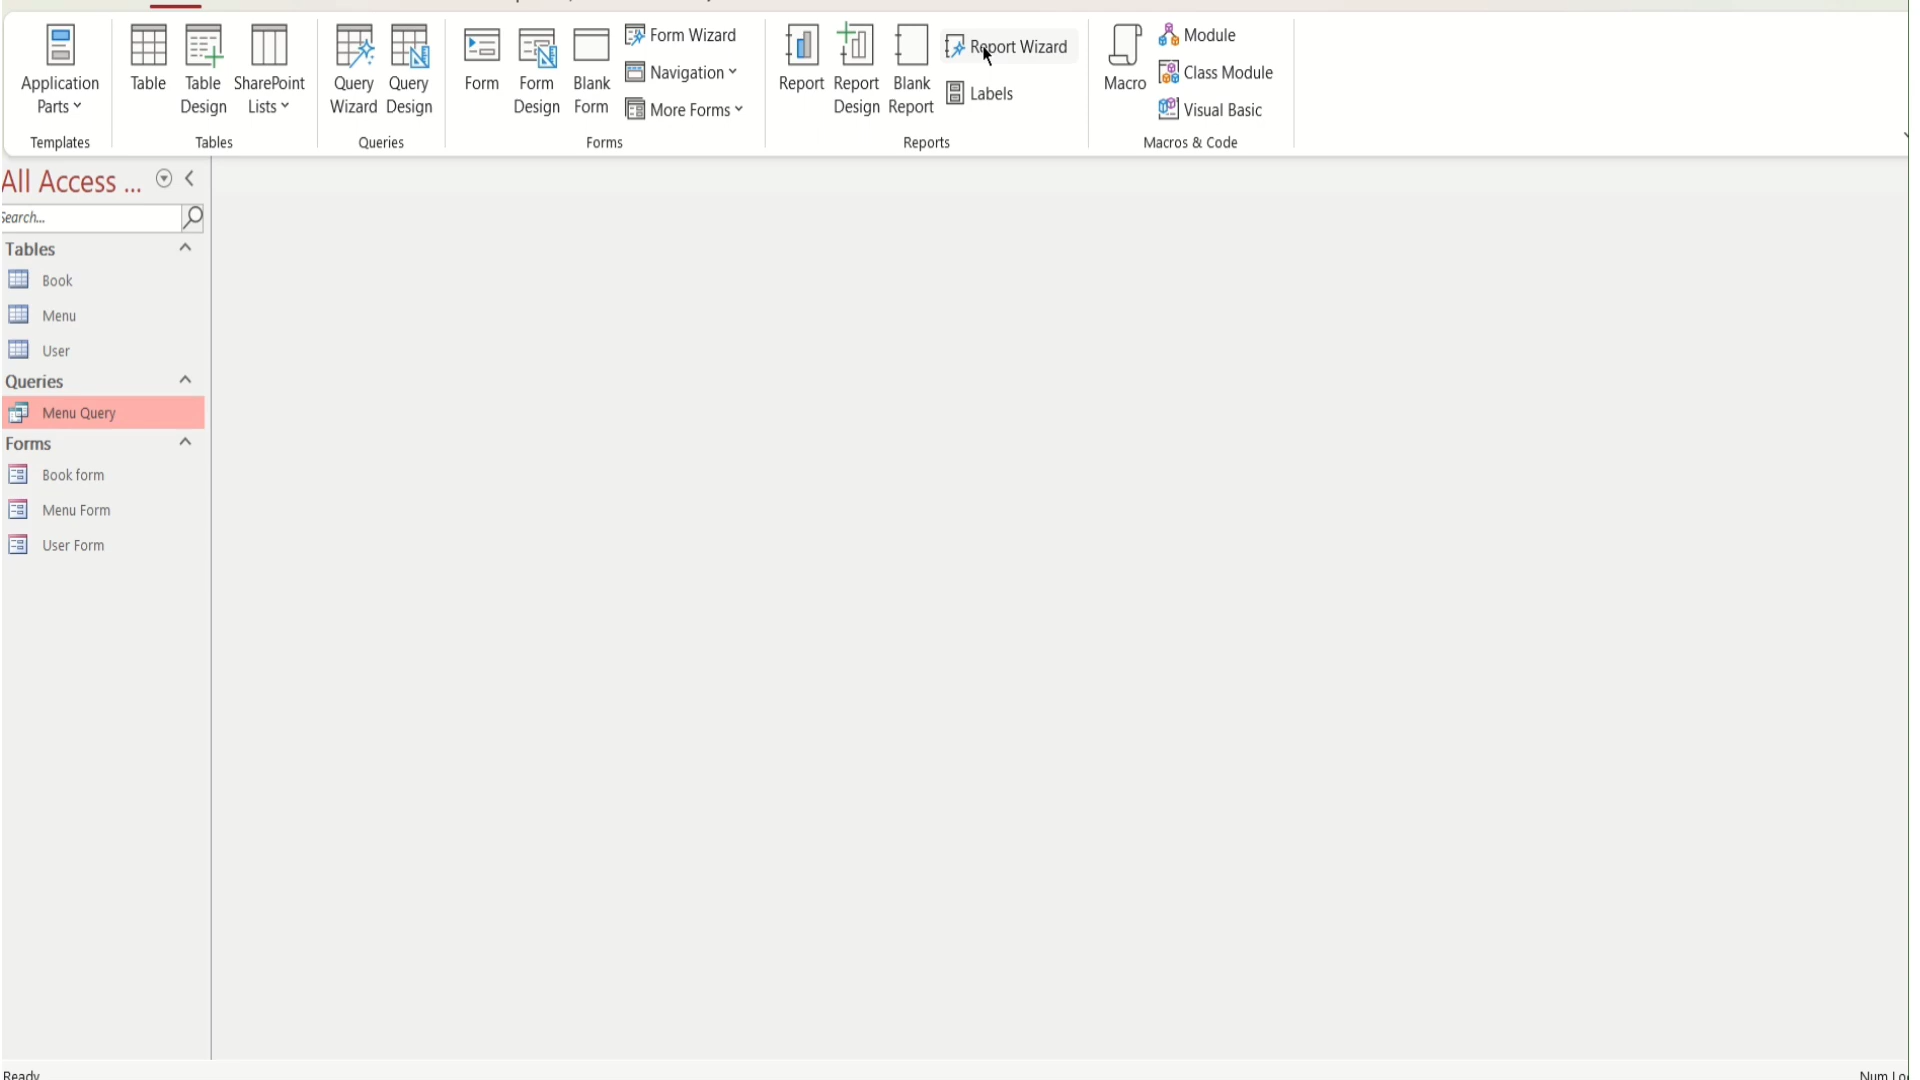 Application
Parts
Templates
Table
Table
Design
SharePoint
Lists
Tables
Query
Wizard
Query
Design
Queries
Form
Form
Design
Blank
Form
Form Wizard
Navigation
More Forms
Forms
Report
Report
Design
Blank
Report
Report Wizard
Labels
Reports
Macro
Module
Class Module
Visual Basic
Macros & Code
All Access ...
Search...
Tables
Book
Menu
User
Queries
Menu Query
Forms
Book form
Menu Form
User Form
Ready
Num